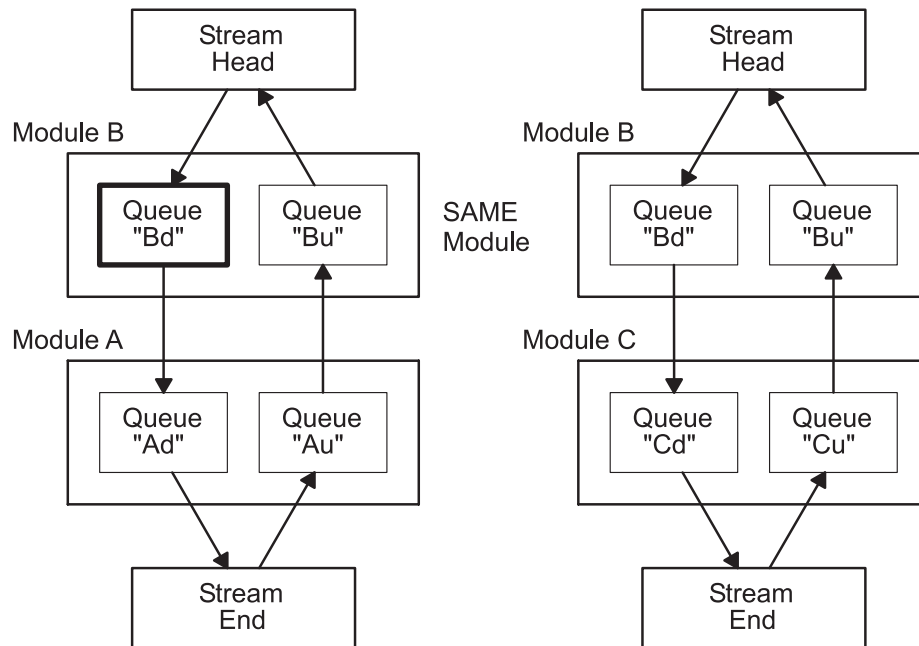 Stream
Head
Stream
Head
Module B
Module B
Queue
"Bd"
Queue
"Bu"
SAME
Module
Queue
"Bd"
Queue
"Bu"
Module A
Module C
Queue
"Ad"
Queue
"Au"
Queue
"Cd"
Queue
"Cu"
Stream
End
Stream
End